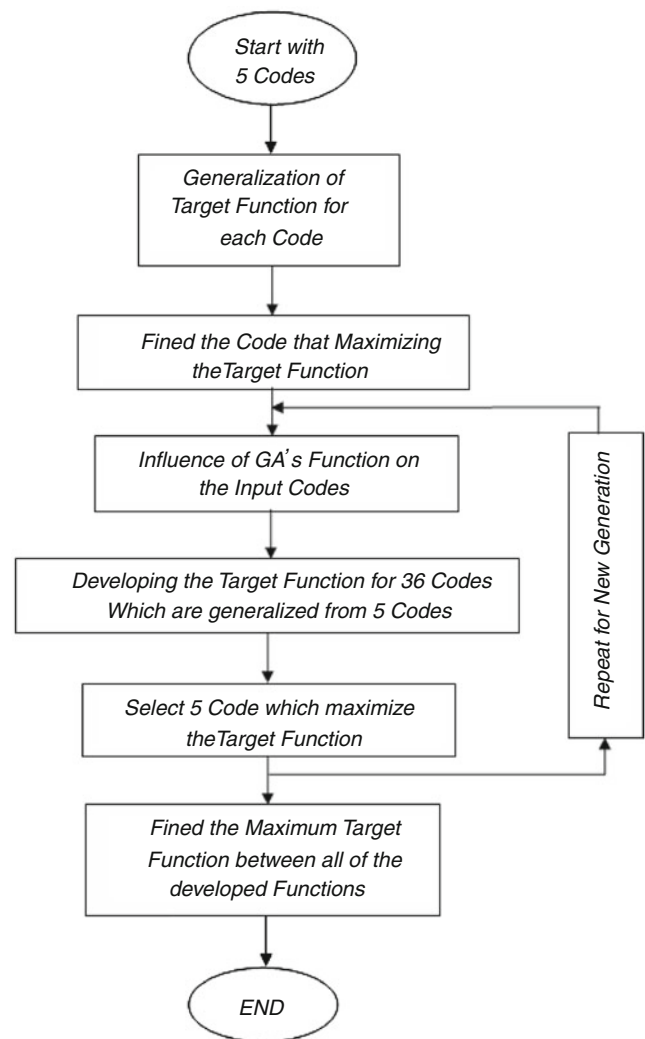 Start with
5 Codes
Generalization of
Target Function for
each Code
Fined the Code that Maximizing
theTarget Function
Influence of GA's Function on
the Input Codes
Developing the Target Function for 36 Codes
Which are generalized from 5 Codes
Select 5 Code which maximize
theTarget Function
Repeat for New Generation
Fined the Maximum Target
Function between all of the
developed Functions
END